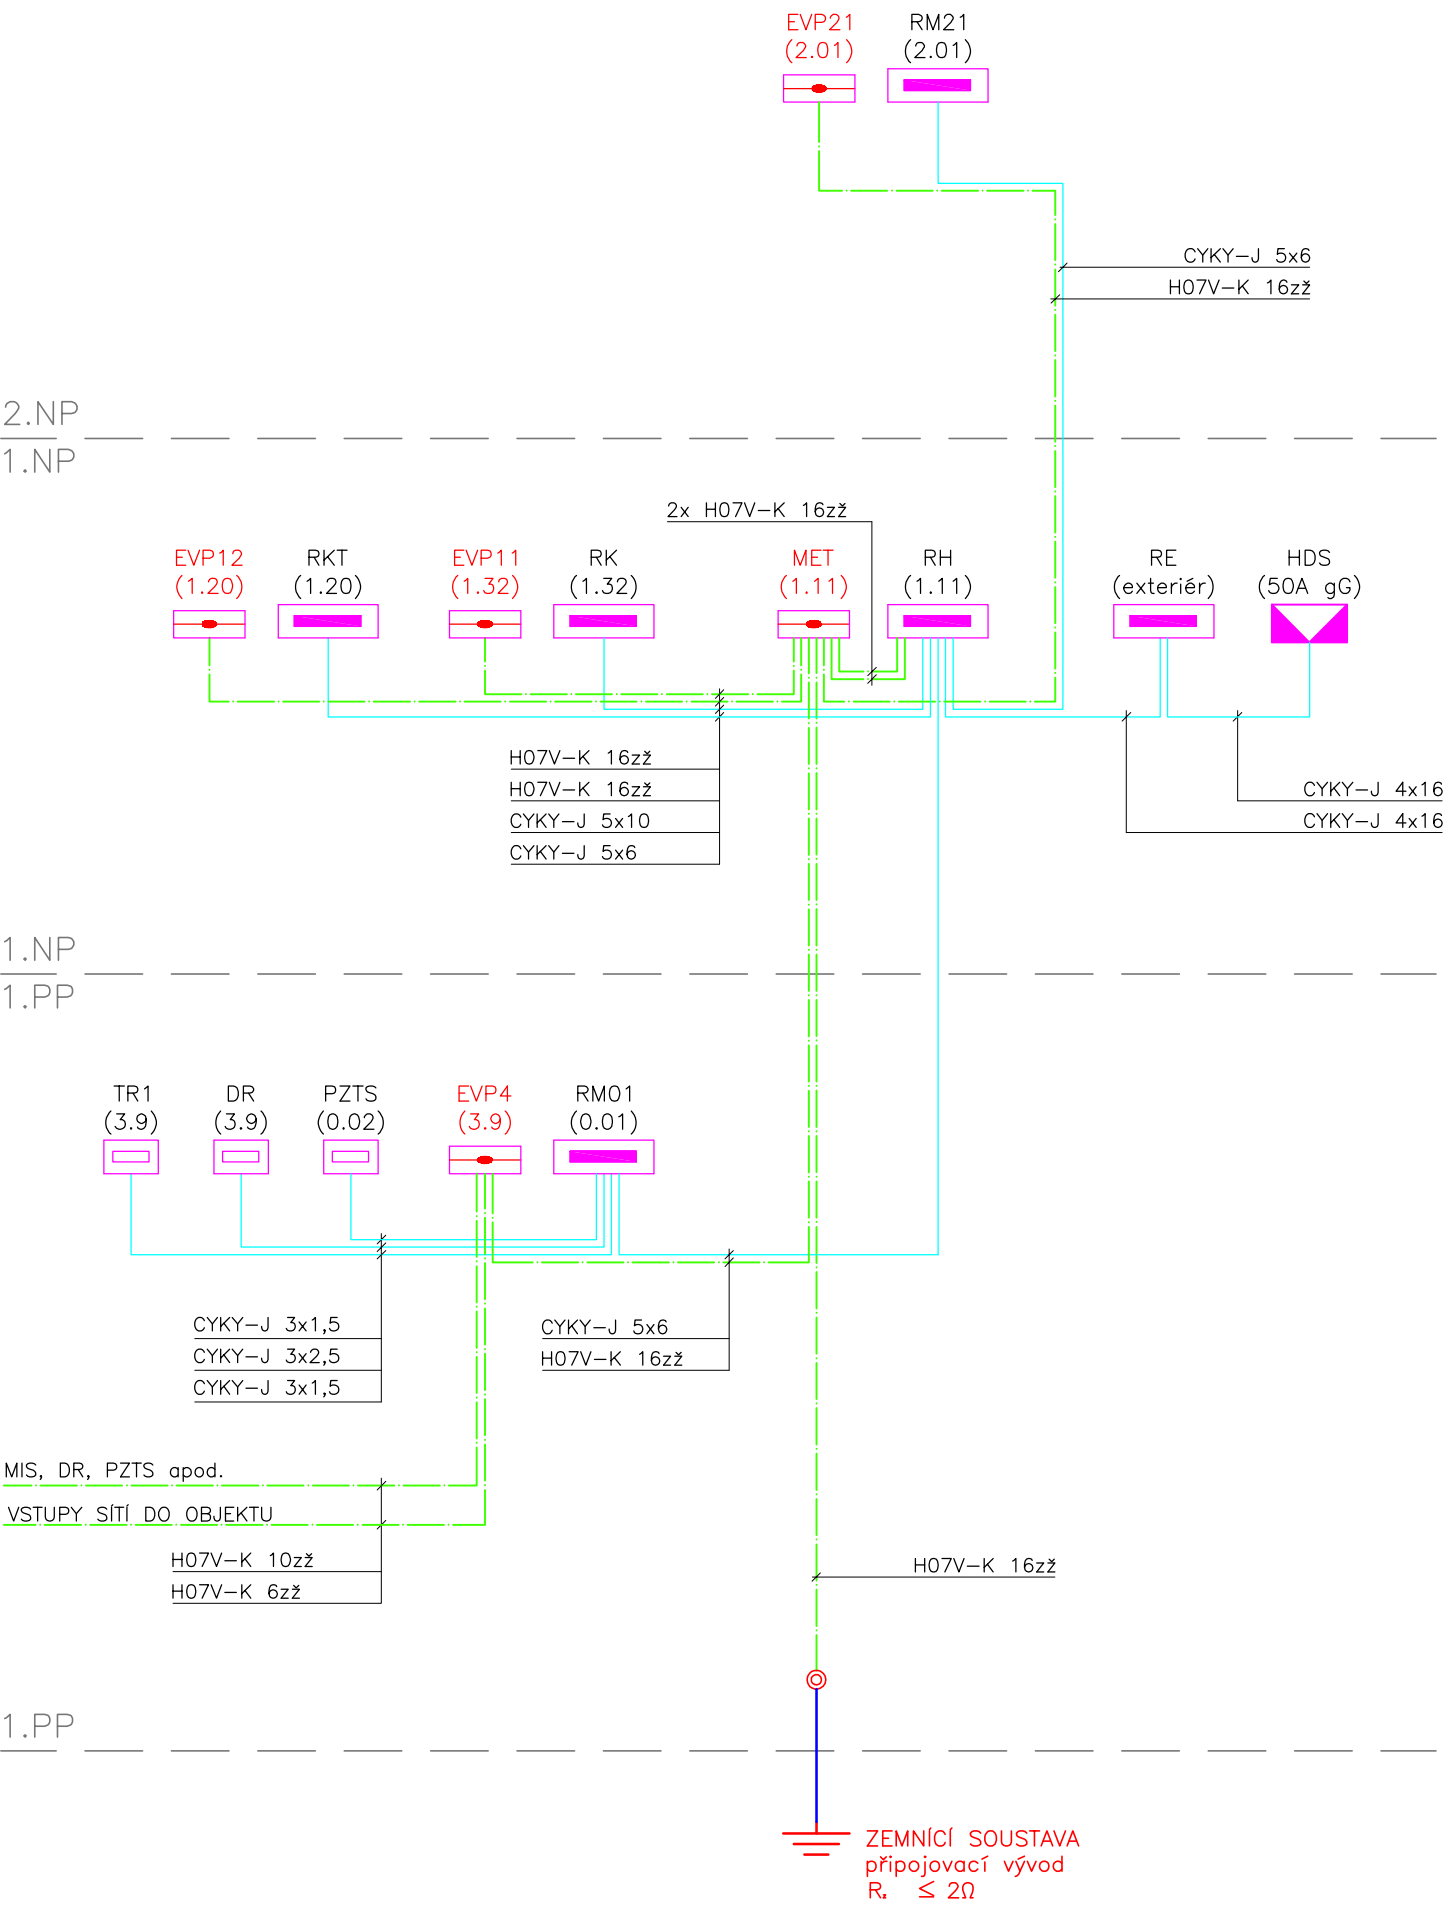 EVP21
(2.01)
RM21
(2.01)
CYKY-J 5x6
H07V-K 16zž
2.NP
1.NP
2x H07V-K 16zž
EVP12
(1.20)
RKT
(1.20)
EVP11
(1.32)
RK
(1.32)
MET
(1.11)
RH
(1.11)
RE
(exteriér)
HDS
(50A gG)
H07V-K 16zž
H07V-K 16zž
CYKY-J 5x10
CYKY-J 5x6
CYKY-J 4x16
CYKY-J 4x16
1.NP
1.PP
TR1
(3.9)
DR
(3.9)
PZTS
(0.02)
EVP4
(3.9)
RM01
(0.01)
CYKY-J 3x1,5
CYKY-J 3x2,5
CYKY-J 3x1,5
CYKY-J 5x6
H07V-K 16zž
MIS, DR, PZTS apod.
VSTUPY SÍTÍ DO OBJEKTU
H07V-K 10zž
H07V-K 6zž
H07V-K 16zž
1.PP
ZEMNÍCÍ SOUSTAVA
připojovací vývod
R ≤ 2Ω